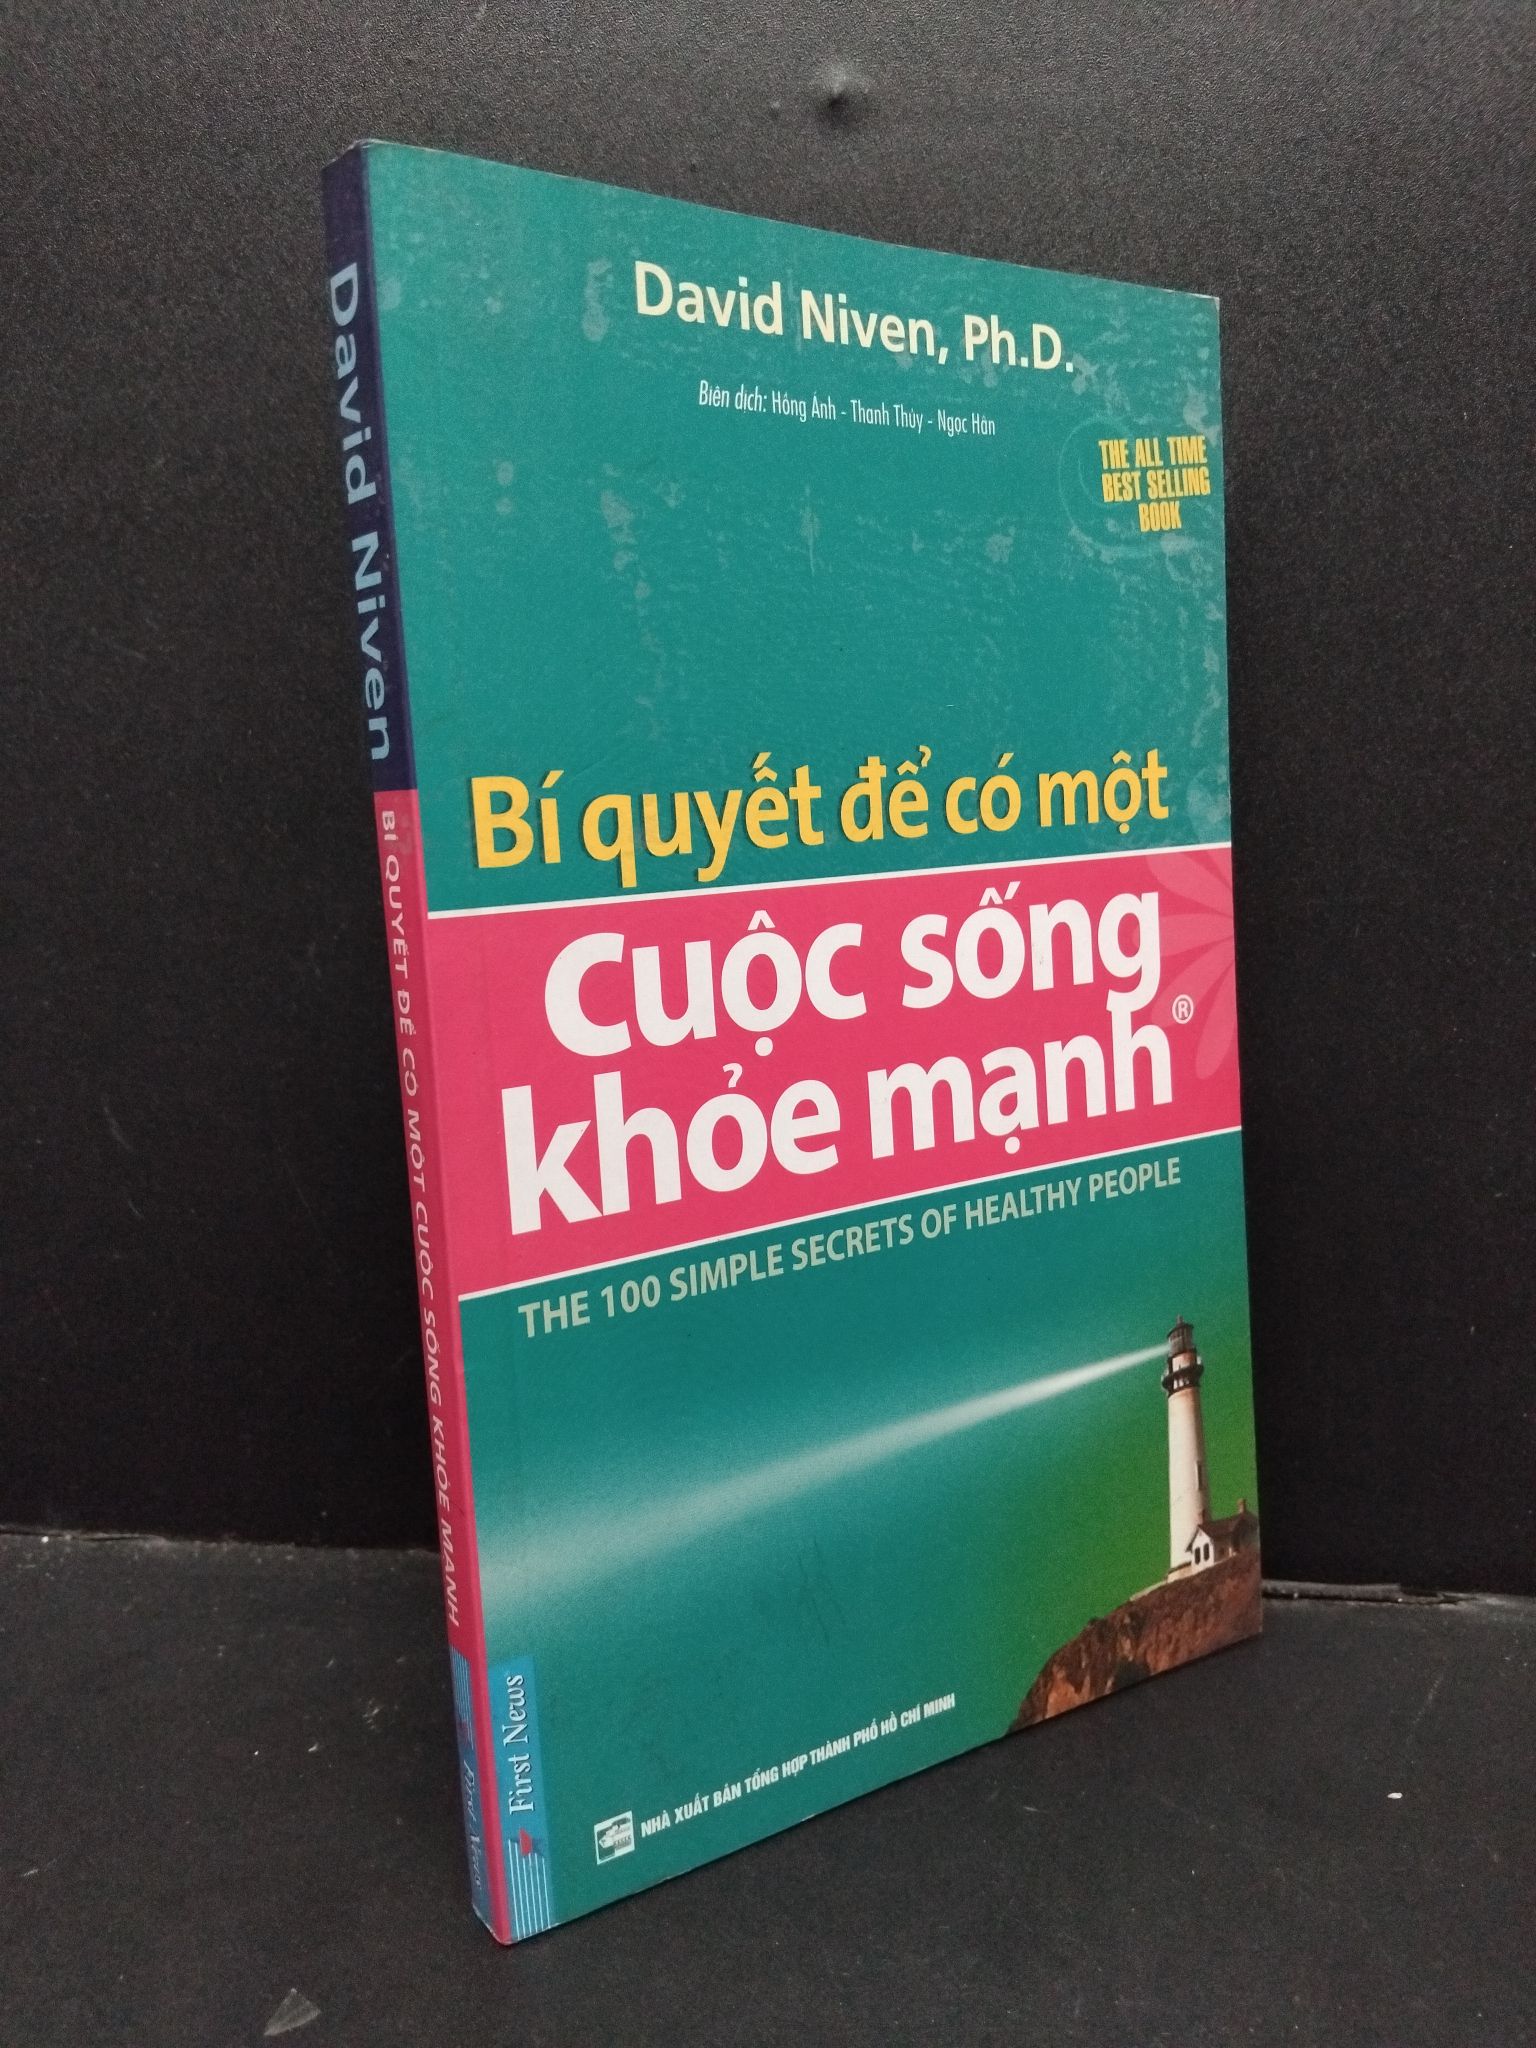 David Niven
BÍ QUYẾT ĐỂ CÓ MỘT CUỘC SỐNG KHỎE MẠNH
First News
David Niven, Ph.D.
Biên dịch: Hồng Ánh - Thanh Thủy - Ngọc Hân
THE ALL TIME
BEST SELLING
BOOK
Bí quyết để có một
cuộc sống
khỏe mạnh®
THE 100 SIMPLE SECRETS OF HEALTHY PEOPLE
First News
NHÀ XUẤT BẢN TỔNG HỢP THÀNH PHỐ HỒ CHÍ MINH